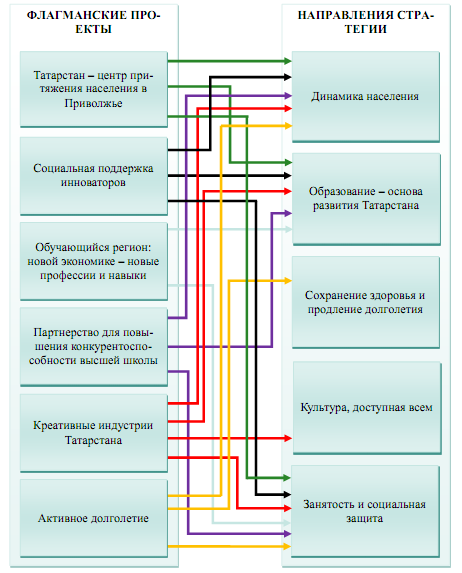 ФЛАГМАНСКИЕ ПРО-
ЕКТЫ
Татарстан – центр при-
тяжения населения в
Приволжье
Социальная поддержка
инноваторов
Обучающийся регион:
новой экономике – новые
профессии и навыки
Партнерство для повы-
шения конкурентоспо-
собности высшей школы
Креативные индустрии
Татарстана
Активное долголетие
НАПРАВЛЕНИЯ СТРА-
ТЕГИИ
Динамика населения
Образование – основа
развития Татарстана
Сохранение здоровья и
продление долголетия
Культура, доступная всем
Занятость и социальная
защита